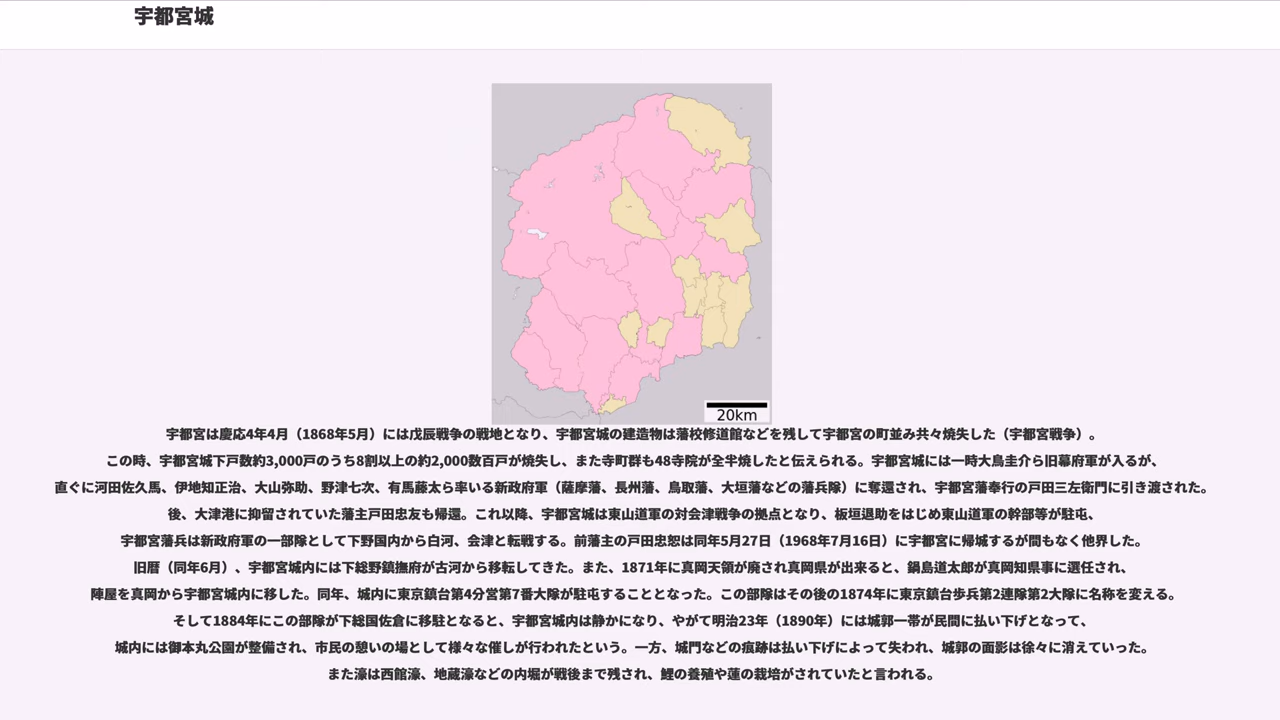 宇都宮城
20km
宇都宮は慶応4年4月（1868年5月）には戊辰戦争の戦地となり、宇都宮城の建造物は藩校修道館などを残して宇都宮の町並み共々焼失した（宇都宮戦争）。
この時、宇都宮城下戸数約3,000戸のうち8割以上の約2,000数百戸が焼失し、また寺町群も48寺院が全半焼したと伝えられる。宇都宮城には一時大鳥圭介ら旧幕府軍が入るが、
直ぐに河田佐久馬、伊地知正治、大山弥助、野津七次、有馬藤太ら率いる新政府軍（薩摩藩、長州藩、鳥取藩、大垣藩などの藩兵隊）に奪還され、宇都宮藩奉行の戸田三左衛門に引き渡された。
後、大津港に抑留されていた藩主戸田忠友も帰還。これ以降、宇都宮城は東山道軍の対会津戦争の拠点となり、板垣退助をはじめ東山道軍の幹部等が駐屯、
宇都宮藩兵は新政府軍の一部隊として下野国内から白河、会津と転戦する。前藩主の戸田忠恕は同年5月27日（1968年7月16日）に宇都宮に帰城するが間もなく他界した。
旧暦（同年6月）、宇都宮城内には下総野鎮撫府が古河から移転してきた。また、1871年に真岡天領が廃され真岡県が出来ると、鍋島道太郎が真岡知県事に選任され、
陣屋を真岡から宇都宮城内に移した。同年、城内に東京鎮台第4分営第7番大隊が駐屯することとなった。この部隊はその後の1874年に東京鎮台歩兵第2連隊第2大隊に名称を変える。
そして1884年にこの部隊が下総国佐倉に移駐となると、宇都宮城内は静かになり、やがて明治23年（1890年）には城郭一帯が民間に払い下げとなって、
城内には御本丸公園が整備され、市民の憩いの場として様々な催しが行われたという。一方、城門などの痕跡は払い下げによって失われ、城郭の面影は徐々に消えていった。
また濠は西館濠、地蔵濠などの内堀が戦後まで残され、鯉の養殖や蓮の栽培がされていたと言われる。